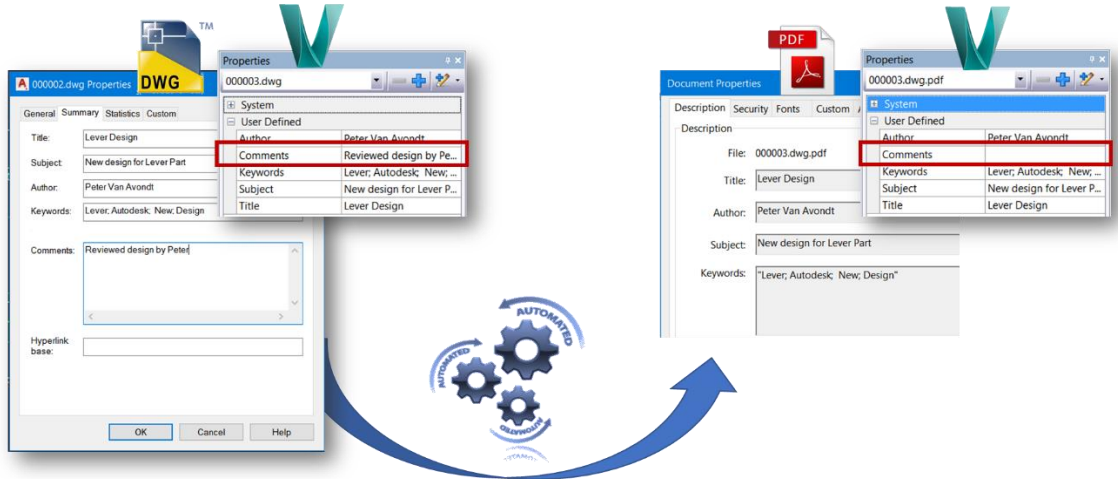 TM
DWG
000002.dwg Properties
General Summary Statistics Custom
Title: Lever Design
Subject: New design for Lever Part
Author: Peter Van Avondt
Keywords: Lever; Autodesk; New; Design
Comments: Reviewed design by Peter
Hyperlink
base:
OK Cancel Help
Properties
000003.dwg
System
User Defined
Author Peter Van Avondt
Comments Reviewed design by Pe...
Keywords Lever; Autodesk; New; ...
Subject New design for Lever P...
Title Lever Design
AUTOMATED
AUTOMATED
AUTOMATED
PDF
Document Properties
Description Security Fonts Custom
Description
File: 000003.dwg.pdf
Title: Lever Design
Author: Peter Van Avondt
Subject: New design for Lever Part
Keywords: "Lever; Autodesk; New; Design"
Properties
000003.dwg.pdf
System
User Defined
Author Peter Van Avondt
Comments
Keywords Lever; Autodesk; New; ...
Subject New design for Lever P...
Title Lever Design